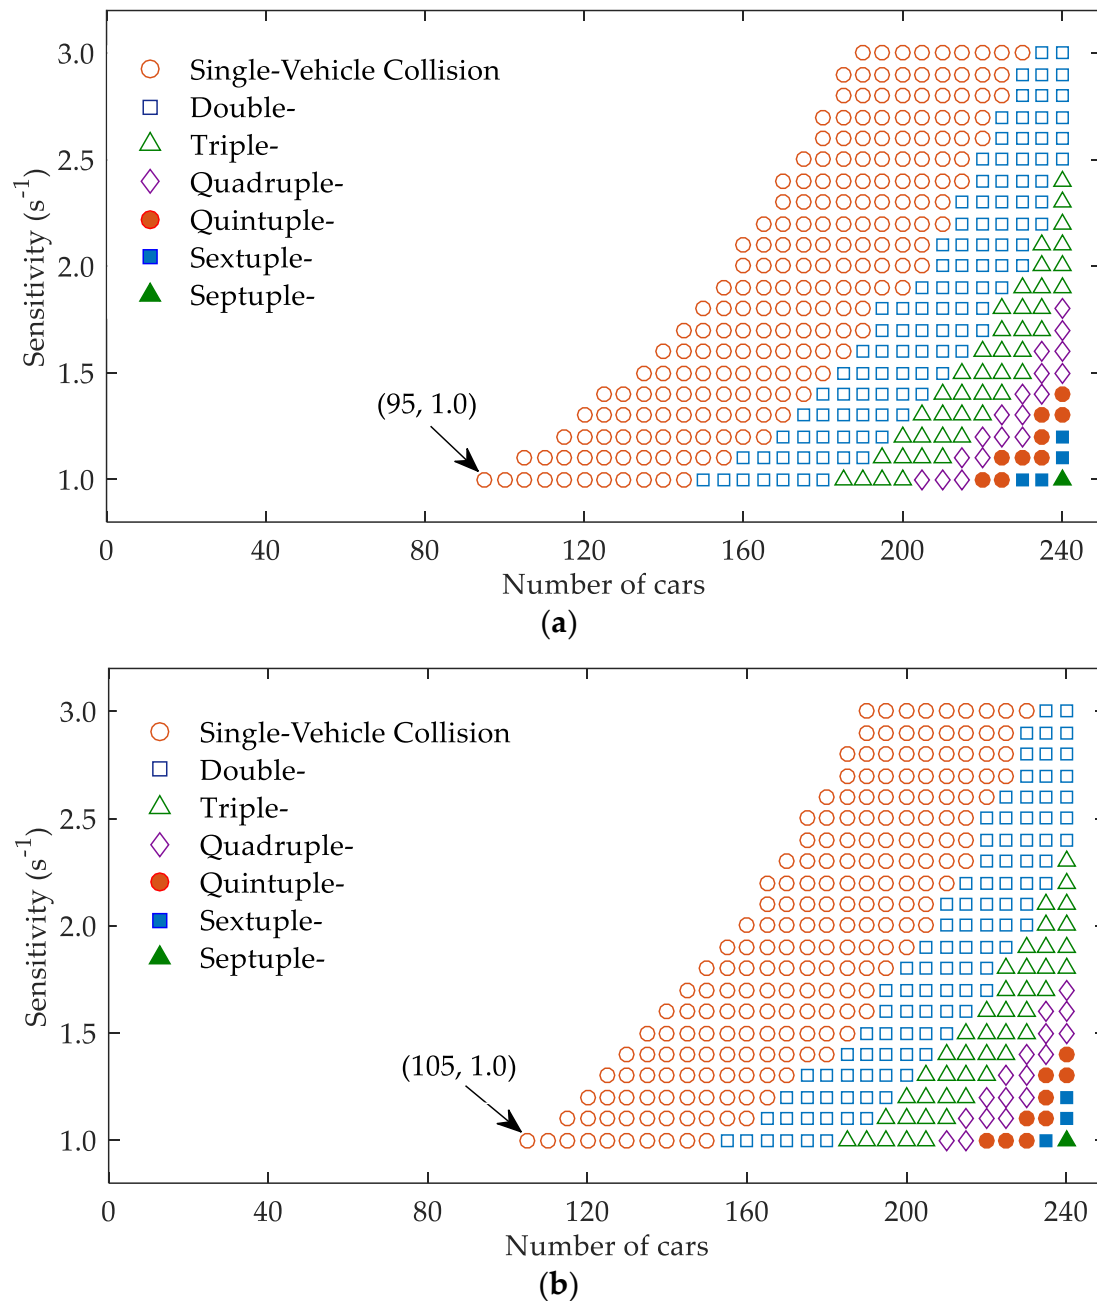 3.0
2.5
2.0
1.5
1.0
Sensitivity (s⁻¹)
Single-Vehicle Collision
Double-
Triple-
Quadruple-
Quintuple-
Sextuple-
Septuple-
(95, 1.0)
0 40 80 120 160 200 240
Number of cars
(a)
3.0
2.5
2.0
1.5
1.0
Sensitivity (s⁻¹)
Single-Vehicle Collision
Double-
Triple-
Quadruple-
Quintuple-
Sextuple-
Septuple-
(105, 1.0)
0 40 80 120 160 200 240
Number of cars
(b)